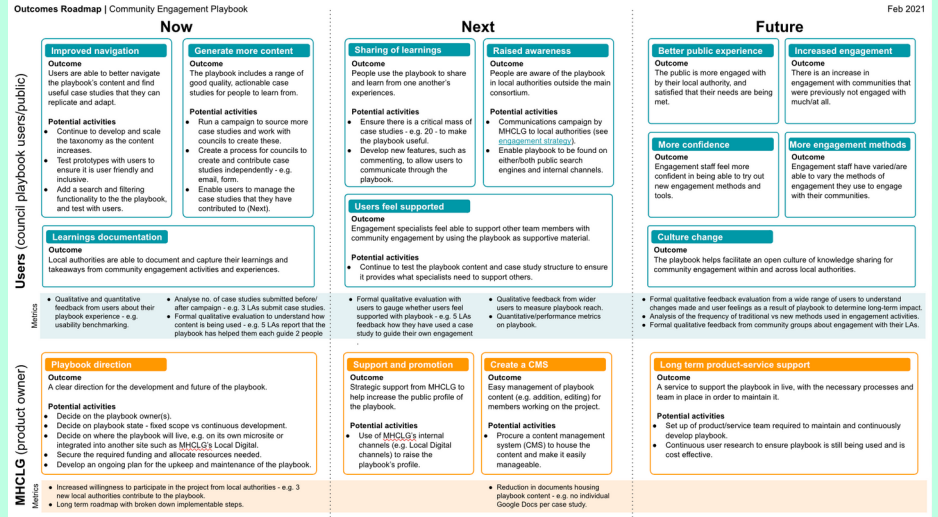 Outcomes Roadmap | Community Engagement Playbook
Feb 2021
Now
Next
Future
Users (council playbook users/public)
Improved navigation
Outcome
Users are able to better navigate
the playbook's content and find
useful case studies that they can
replicate and adapt.
Potential activities
● Continue to develop and scale
the taxonomy as the content
increases.
● Test prototypes with users to
ensure it is user friendly and
inclusive.
● Add a search and filtering
functionality to the the playbook,
and test with users.
Generate more content
Outcome
The playbook includes a range of
good quality, actionable case
studies for people to learn from.
Potential activities
● Run a campaign to source more
case studies and work with
councils to create these.
● Create a process for councils to
create and contribute case
studies independently - e.g.
email, form.
● Enable users to manage the
case studies that they have
contributed to (Next).
Learnings documentation
Outcome
Local authorities are able to document and capture their learnings and
takeaways from community engagement activities and experiences.
Sharing of learnings
Outcome
People use the playbook to share
and learn from one another's
experiences.
Potential activities
● Ensure there is a critical mass of
case studies - e.g. 20 - to make
the playbook useful.
● Develop new features, such as
commenting, to allow users to
communicate through the
playbook.
Raised awareness
Outcome
People are aware of the playbook
in local authorities outside the main
consortium.
Potential activities
● Communications campaign by
MHCLG to local authorities (see
engagement strategy).
● Enable playbook to be found on
either/both public search
engines and internal channels.
Users feel supported
Outcome
Engagement specialists feel able to support other team members with
community engagement by using the playbook as supportive material.
Potential activities
● Continue to test the playbook content and case study structure to ensure
it provides what specialists need to support others.
Better public experience
Outcome
The public is more engaged with
by their local authority, and
satisfied that their needs are being
met.
Increased engagement
Outcome
There is an increase in
engagement with communities that
were previously not engaged with
much/at all.
More confidence
Outcome
Engagement staff feel more
confident in being able to try out
new engagement methods and
tools.
More engagement methods
Outcome
Engagement staff have varied/are
able to vary the methods of
engagement they use to engage
with their communities.
Culture change
Outcome
The playbook helps facilitate an open culture of knowledge sharing for
community engagement within and across local authorities.
Metrics
● Qualitative and quantitative
feedback from users about their
playbook experience - e.g.
usability benchmarking.
● Analyse no. of case studies submitted before/
after campaign - e.g. 3 LAs submit case studies.
● Formal qualitative evaluation to understand how
content is being used - e.g. 5 LAs report that the
playbook has helped them each guide 2 people
● Formal qualitative evaluation with
users to gauge whether users feel
supported with playbook - e.g. 5 LAs
feedback how they have used a case
study to guide their own engagement
.
● Qualitative feedback from wider
users to measure playbook reach.
● Quantitative/performance metrics
on playbook.
● Formal qualitative feedback evaluation from a wide range of users to understand
changes made and user feelings as a result of playbook to determine long-term impact.
● Analysis of the frequency of traditional vs new methods used in engagement activities.
● Formal qualitative feedback from community groups about engagement with their LAs.
MHCLG (product owner)
Playbook direction
Outcome
A clear direction for the development and future of the playbook.
Potential activities
● Decide on the playbook owner(s).
● Decide on playbook state - fixed scope vs continuous development.
● Decide on where the playbook will live, e.g. on its own microsite or
integrated into another site such as MHCLG's Local Digital.
● Secure the required funding and allocate resources needed.
● Develop an ongoing plan for the upkeep and maintenance of the playbook.
Support and promotion
Outcome
Strategic support from MHCLG to
help increase the public profile of
the playbook.
Potential activities
● Use of MHCLG's internal
channels (e.g. Local Digital
channels) to raise the
playbook's profile.
Create a CMS
Outcome
Easy management of playbook
content (e.g. addition, editing) for
members working on the project.
Potential activities
● Procure a content management
system (CMS) to house the
content and make it easily
manageable.
Long term product-service support
Outcome
A service to support the playbook in live, with the necessary processes and
team in place in order to maintain it.
Potential activities
● Set up of product/service team required to maintain and continuously
develop playbook.
● Continuous user research to ensure playbook is still being used and is
cost effective.
Metrics
● Increased willingness to participate in the project from local authorities - e.g. 3
new local authorities contribute to the playbook.
● Long term roadmap with broken down implementable steps.
● Reduction in documents housing
playbook content - e.g. no individual
Google Docs per case study.